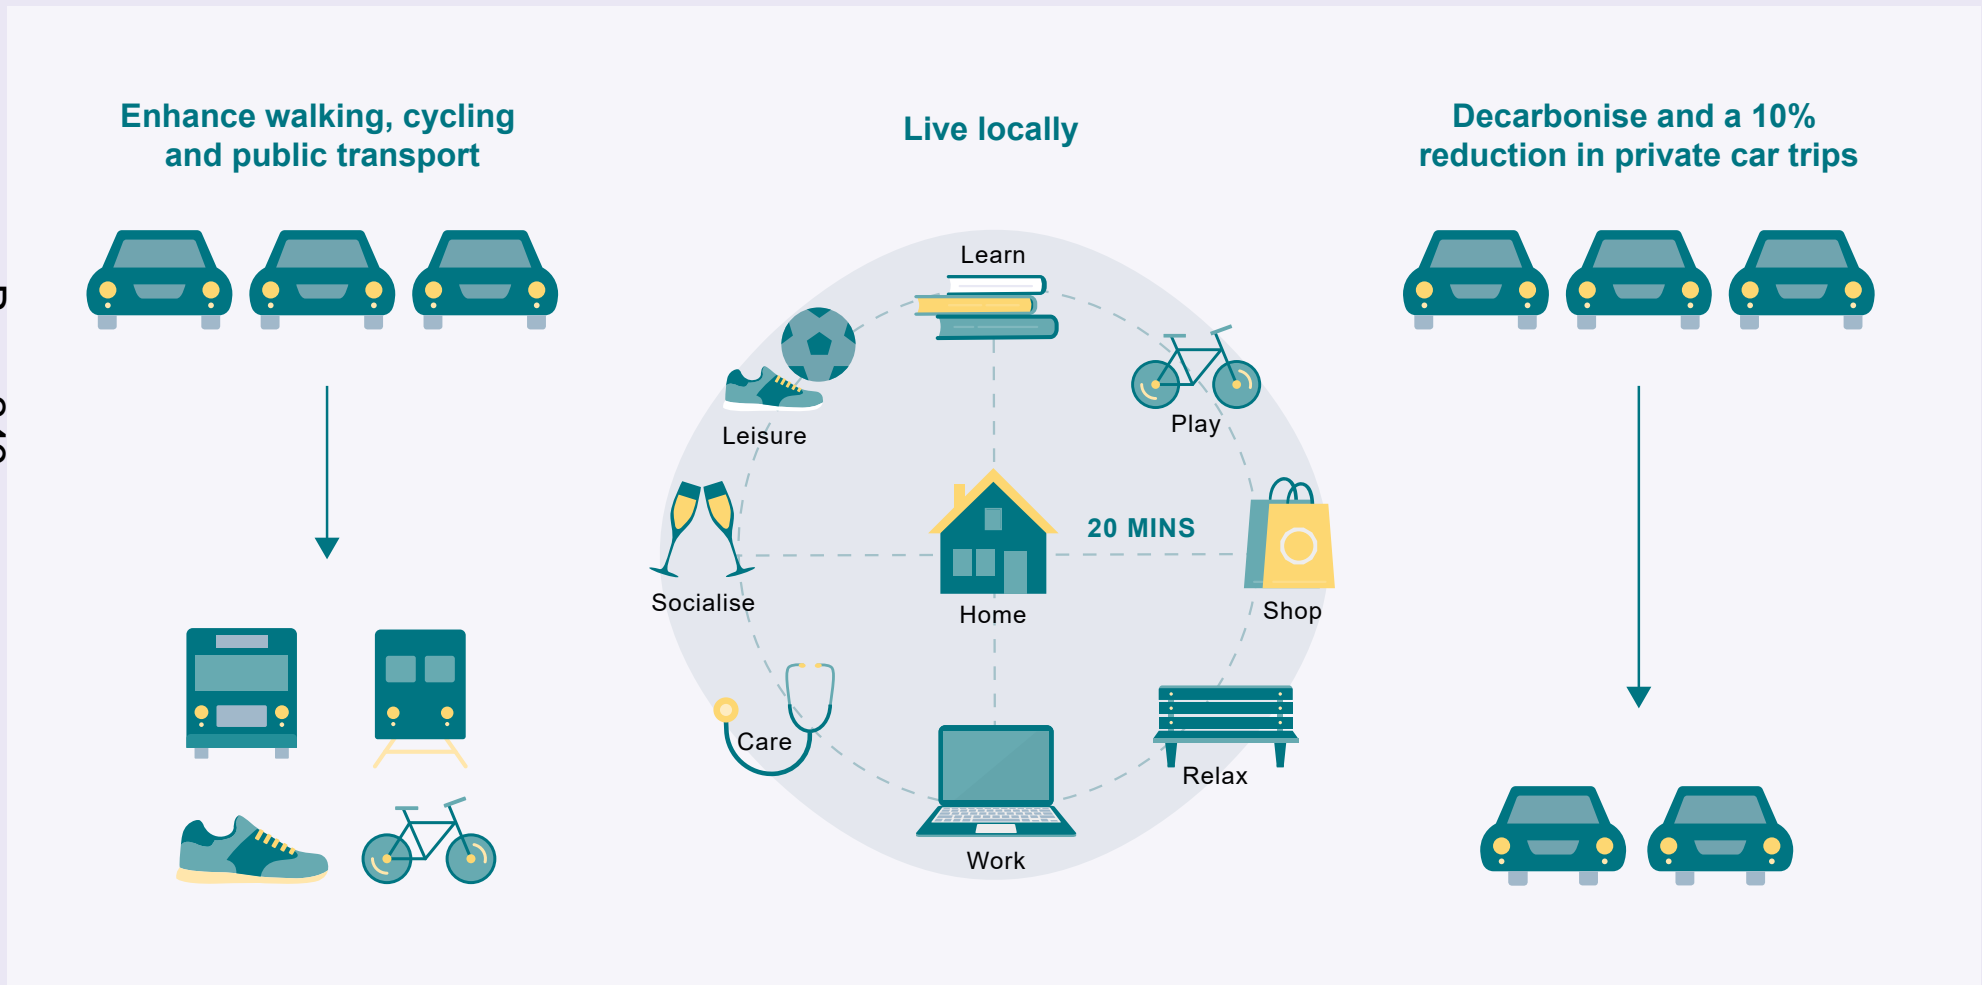 Enhance walking, cycling
and public transport
Live locally
Decarbonise and a 10%
reduction in private car trips
Learn
Play
Leisure
20 MINS
Socialise
Home
Shop
Care
Relax
Work